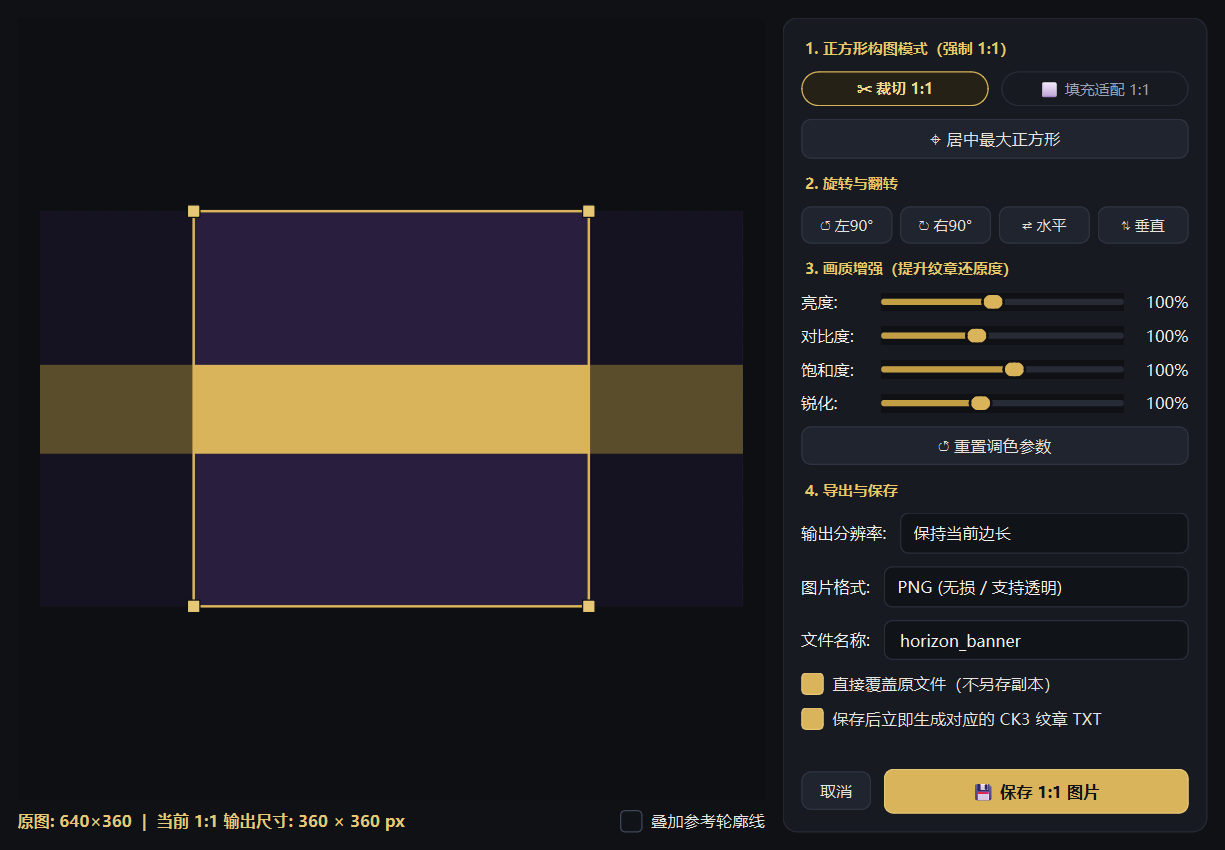 1. 正方形构图模式（强制 1:1）
✂ 裁切 1:1
填充适配 1:1
⌖ 居中最大正方形
2. 旋转与翻转
↺ 左90°
↻ 右90°
⇄ 水平
⇅ 垂直
3. 画质增强（提升纹章还原度）
亮度: 100%
对比度: 100%
饱和度: 100%
锐化: 100%
↺ 重置调色参数
4. 导出与保存
输出分辨率: 保持当前边长
图片格式: PNG (无损 / 支持透明)
文件名称: horizon_banner
直接覆盖原文件（不另存副本）
保存后立即生成对应的 CK3 纹章 TXT
取消
💾 保存 1:1 图片
原图: 640×360 | 当前 1:1 输出尺寸: 360 × 360 px
叠加参考轮廓线